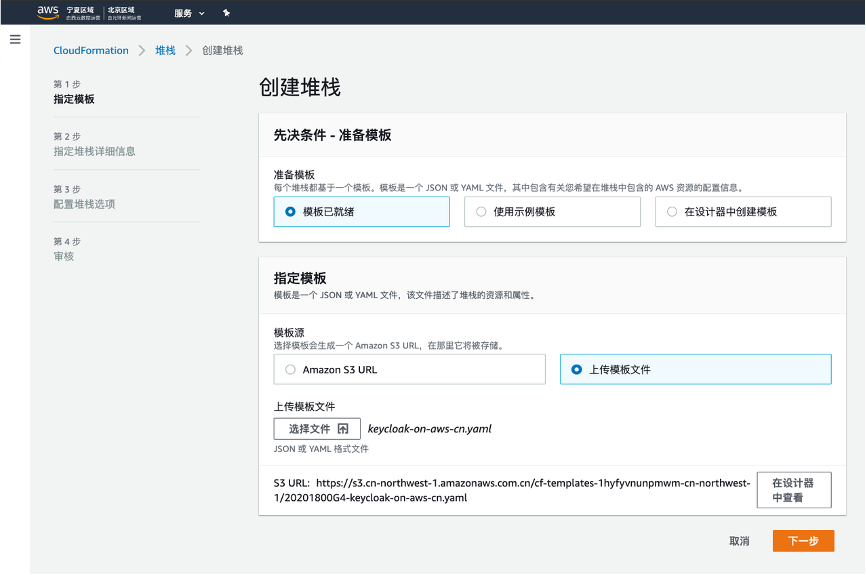 aws 宁夏区域 北京区域 服务
西云数据运营 光环新网运营
CloudFormation 堆栈 创建堆栈
第 1 步
指定模板
第 2 步
指定堆栈详细信息
第 3 步
配置堆栈选项
第 4 步
审核
创建堆栈
先决条件 - 准备模板
准备模板
每个堆栈都基于一个模板。模板是一个 JSON 或 YAML 文件，其中包含有关您希望在堆栈中包含的 AWS 资源的配置信息。
模板已就绪 使用示例模板 在设计器中创建模板
指定模板
模板是一个 JSON 或 YAML 文件，该文件描述了堆栈的资源和属性。
模板源
选择模板会生成一个 Amazon S3 URL，在那里它将被存储。
Amazon S3 URL 上传模板文件
上传模板文件
选择文件 keycloak-on-aws-cn.yaml
JSON 或 YAML 格式文件
S3 URL: https://s3.cn-northwest-1.amazonaws.com.cn/cf-templates-1hyfyvnunpmwm-cn-northwest-
1/20201800G4-keycloak-on-aws-cn.yaml
在设计器
中查看
取消 下一步